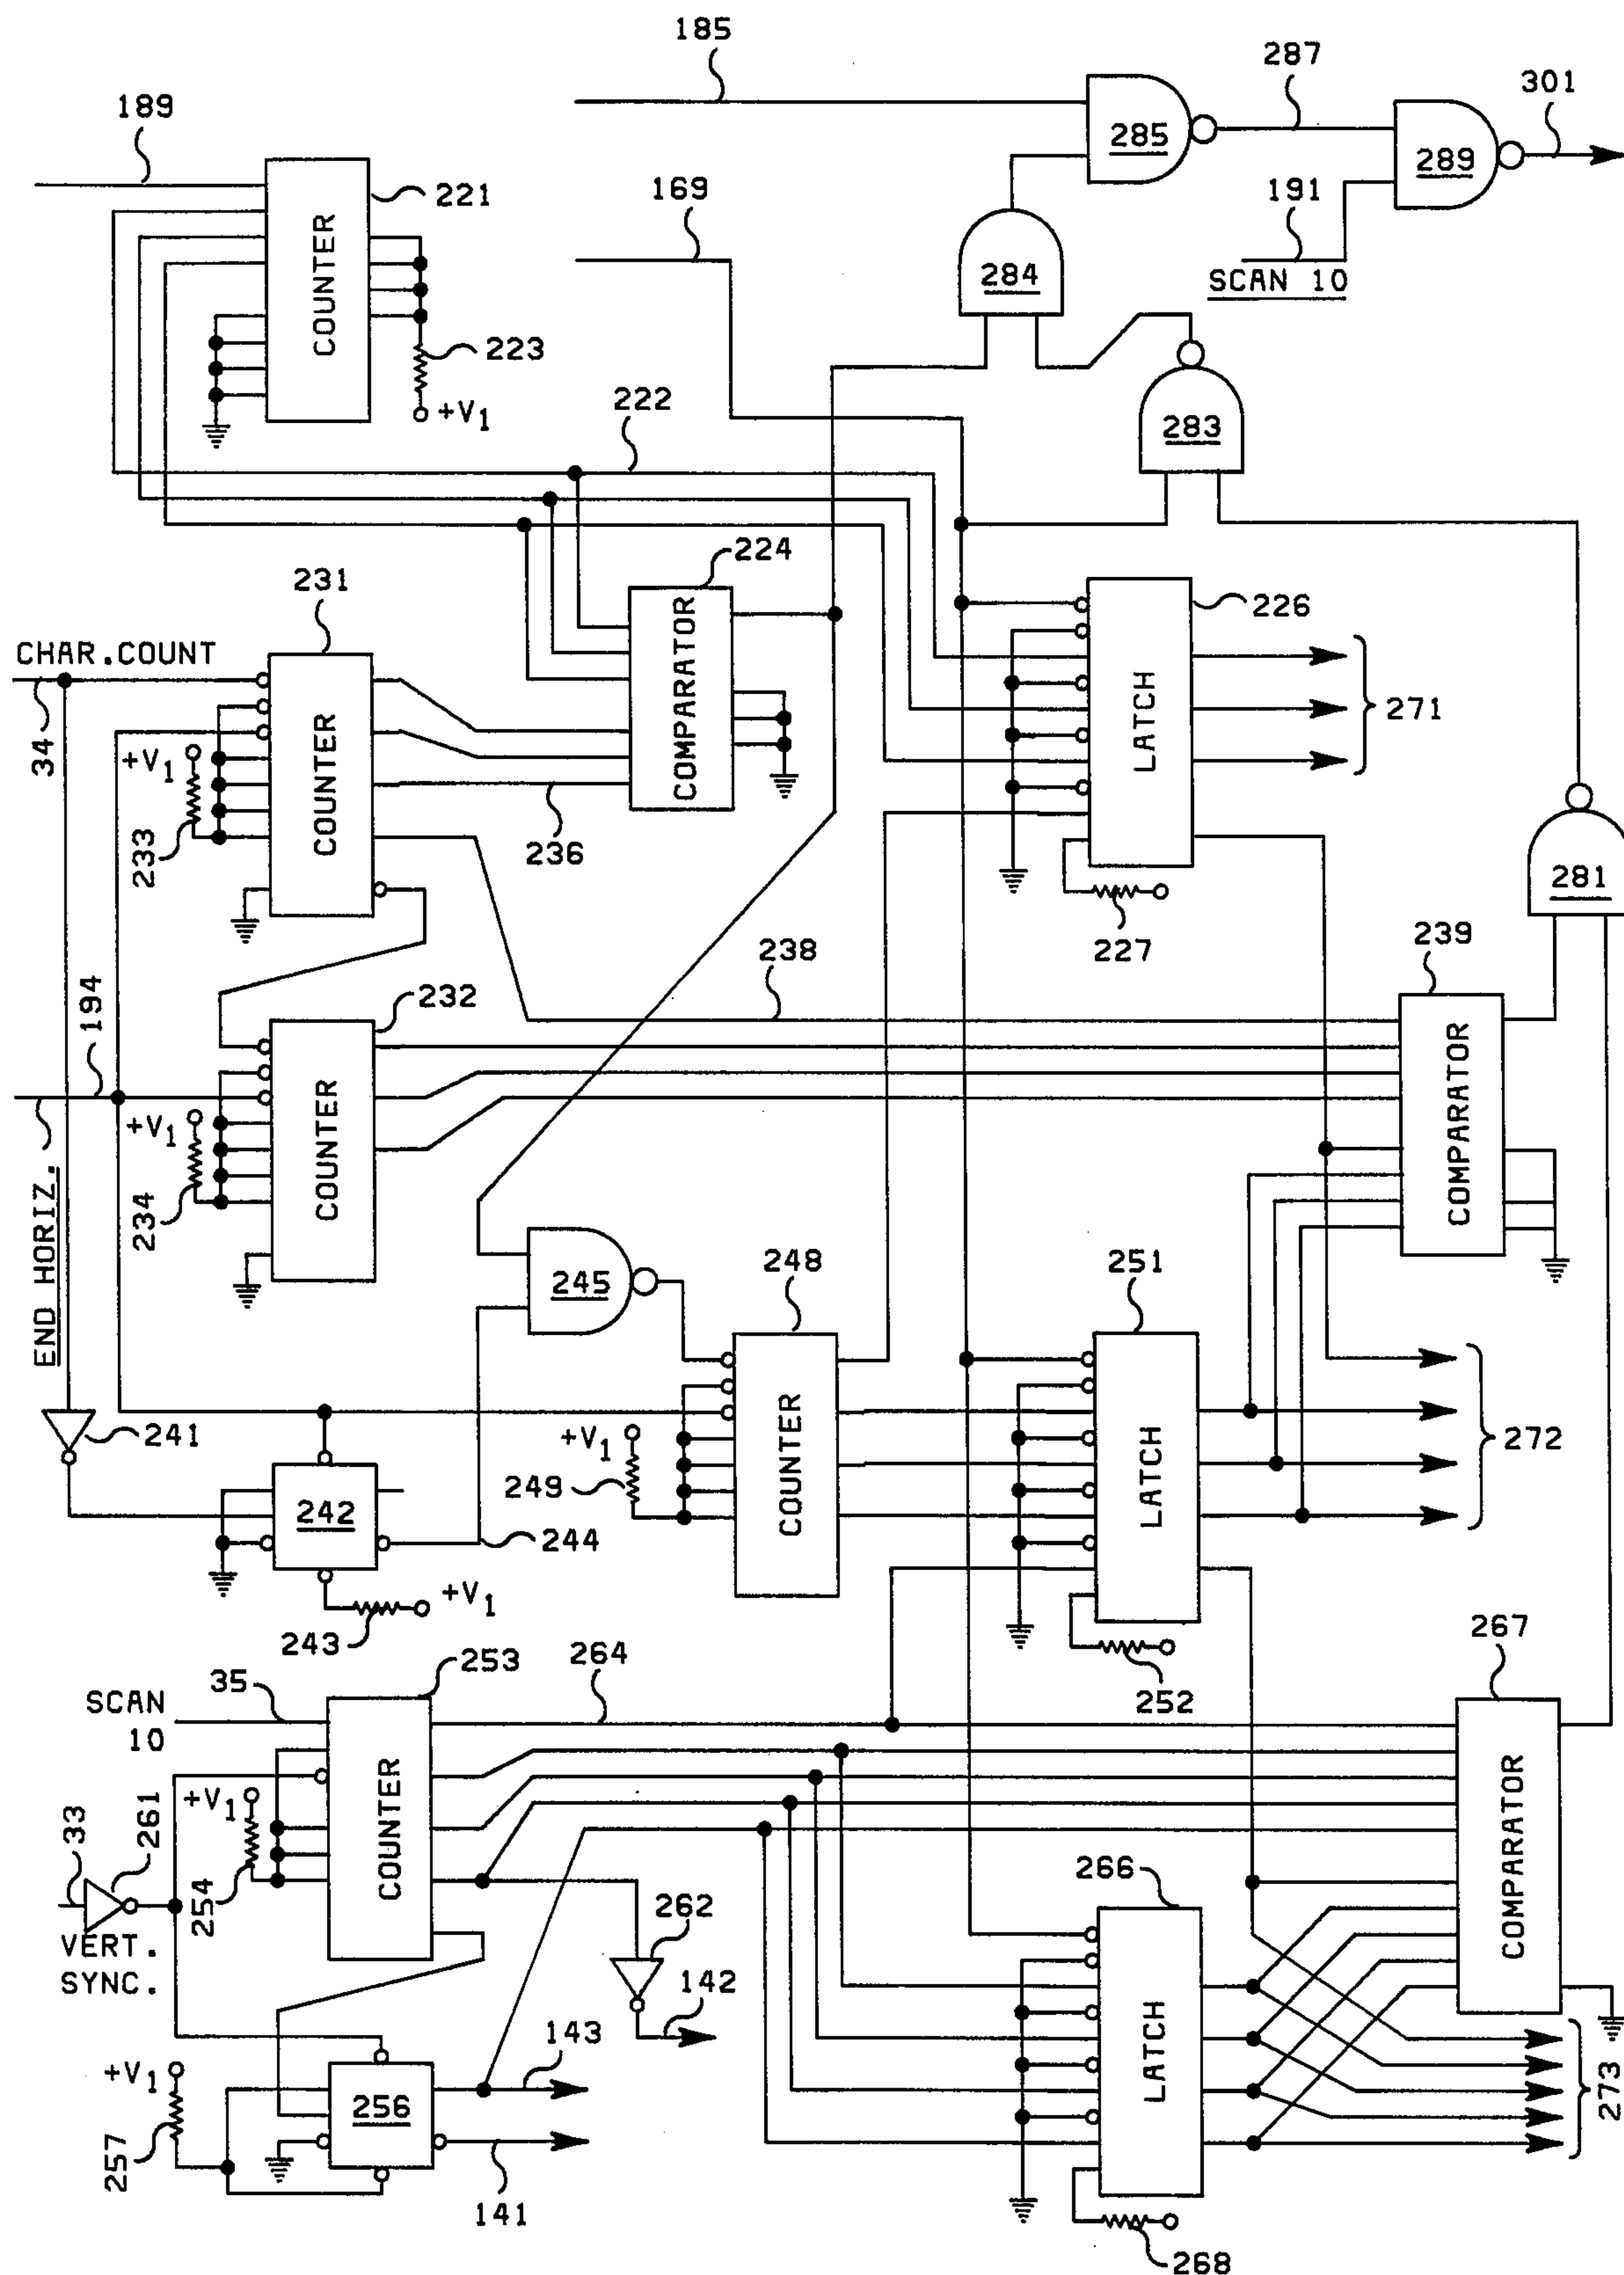 185
287
301
189
285
289
221
169
191
COUNTER
284
SCAN 10
223
+V1
222
283
224
231
226
CHAR.COUNT
COMPARATOR
LATCH
271
34
+V1
COUNTER
233
236
281
227
239
238
194
232
+V1
COUNTER
COMPARATOR
234
END HORIZ.
245
248
251
241
+V1
272
249
COUNTER
LATCH
242
244
+V1
243
253
264
252
267
35
SCAN
10
+V1
COUNTER
COMPARATOR
33
261
254
266
262
VERT.
SYNC.
142
LATCH
143
+V1
256
273
257
141
268